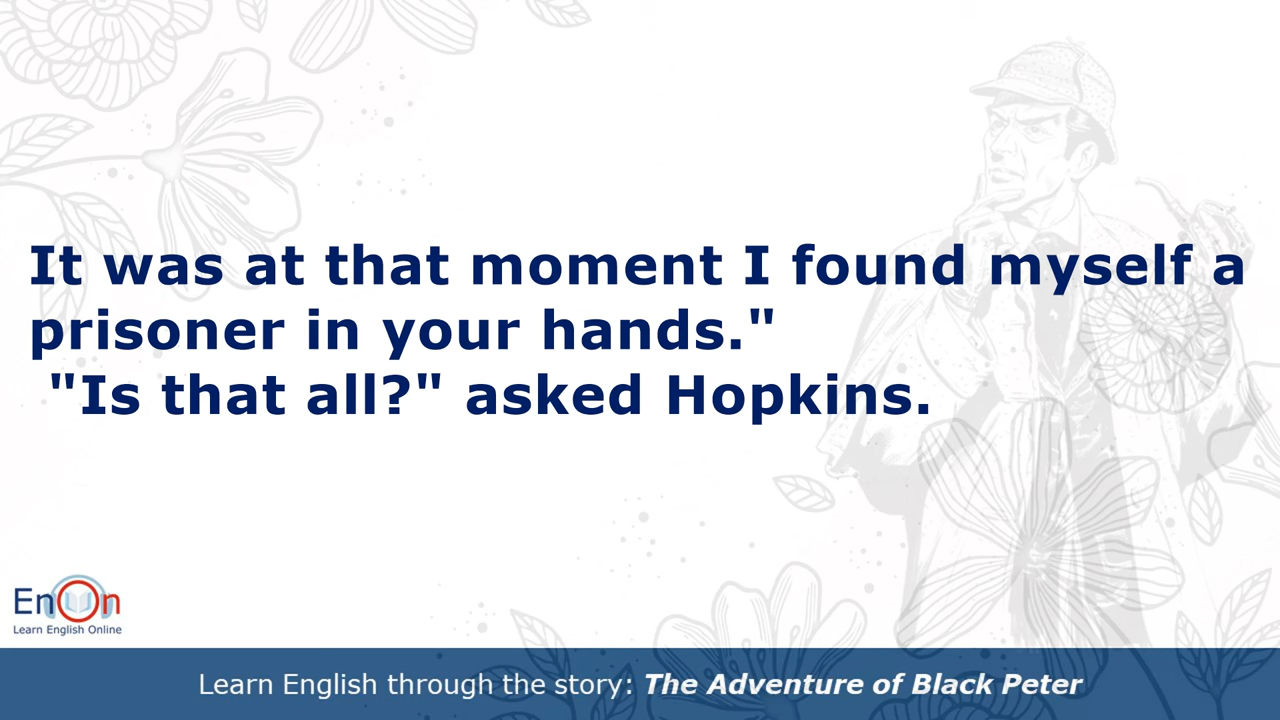 It was at that moment I found myself a
prisoner in your hands."
"Is that all?" asked Hopkins.
EnOn
Learn English Online
Learn English through the story: The Adventure of Black Peter